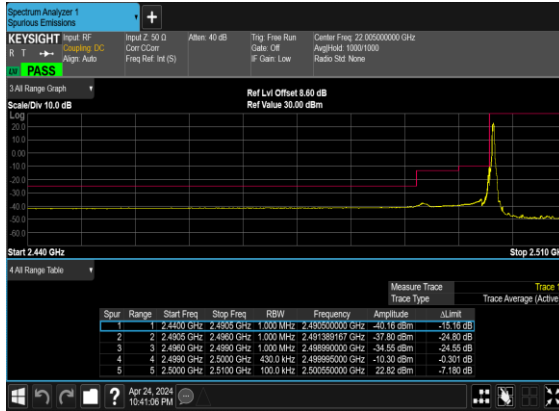 Spectrum Analyzer 1
Spurious Emissions
+
KEYSIGHT Input: RF Input Z: 50 Ω Atten: 40 dB Trig: Free Run Center Freq: 22.005000000 GHz
R T Coupling: DC Corr CCorr Gate: Off Avg|Hold: 1000/1000
Align: Auto Freq Ref: Int (S) IF Gain: Low Radio Std: None
PASS
3 All Range Graph
Ref Lvl Offset 8.60 dB
Scale/Div 10.0 dB Ref Value 30.00 dBm
Log
20.0
10.0
0.00
-10.0
-20.0
-30.0
-40.0
-50.0
-60.0
Start 2.440 GHz Stop 2.510 GH
4 All Range Table
Measure Trace Trace 1
Trace Type Trace Average (Active
Spur Range Start Freq Stop Freq RBW Frequency Amplitude ΔLimit
1 1 2.4400 GHz 2.4905 GHz 1.000 MHz 2.490500000 GHz -40.16 dBm -15.16 dB
2 2 2.4905 GHz 2.4960 GHz 1.000 MHz 2.491389167 GHz -37.80 dBm -24.80 dB
3 3 2.4960 GHz 2.4990 GHz 1.000 MHz 2.498990000 GHz -34.55 dBm -24.55 dB
4 4 2.4990 GHz 2.5000 GHz 430.0 kHz 2.499995000 GHz -10.30 dBm -0.301 dB
5 5 2.5000 GHz 2.5100 GHz 100.0 kHz 2.500550000 GHz 22.82 dBm -7.180 dB
? Apr 24, 2024
10:41:06 PM